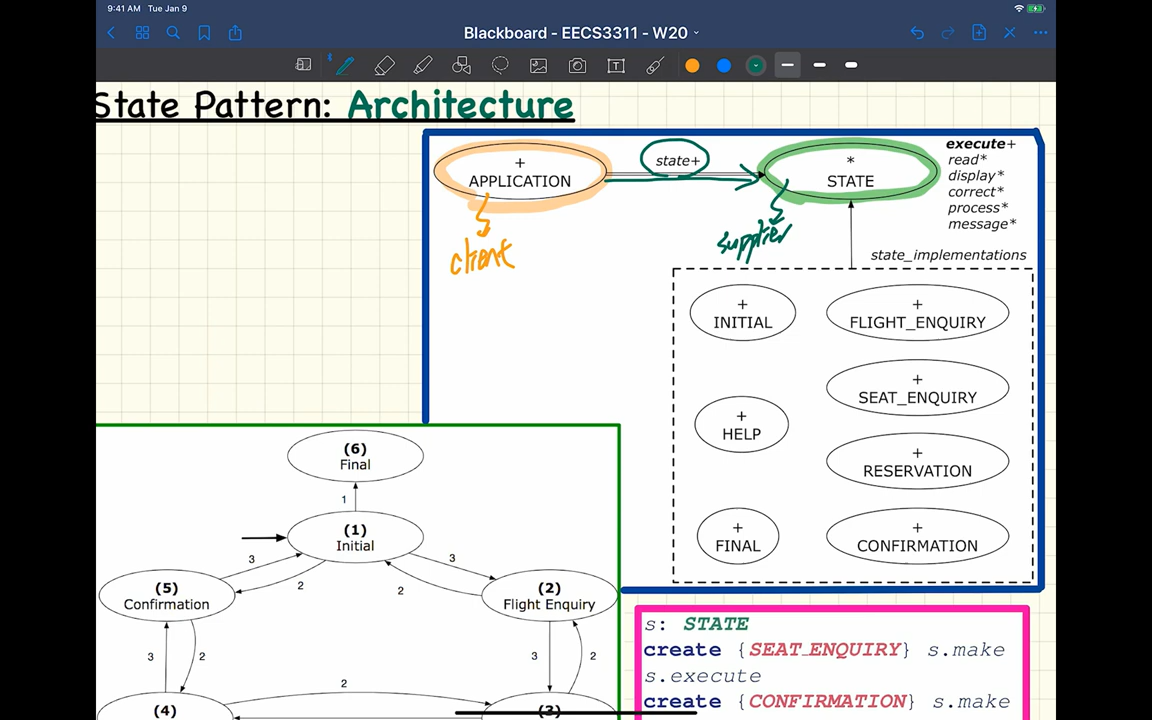 9:41 AM Tue Jan 9
Blackboard - EECS3311 - W20
State Pattern: Architecture
+
APPLICATION
state+
*
STATE
execute+
read*
display*
correct*
process*
message*
client
supplier
state_implementations
+
INITIAL
+
FLIGHT_ENQUIRY
+
SEAT_ENQUIRY
+
HELP
+
RESERVATION
+
FINAL
+
CONFIRMATION
(6)
Final
1
(1)
Initial
3
2
3
2
(5)
Confirmation
(2)
Flight Enquiry
3
2
3
2
(4)
2
(3)
s: STATE
create {SEAT_ENQUIRY} s.make
s.execute
create {CONFIRMATION} s.make